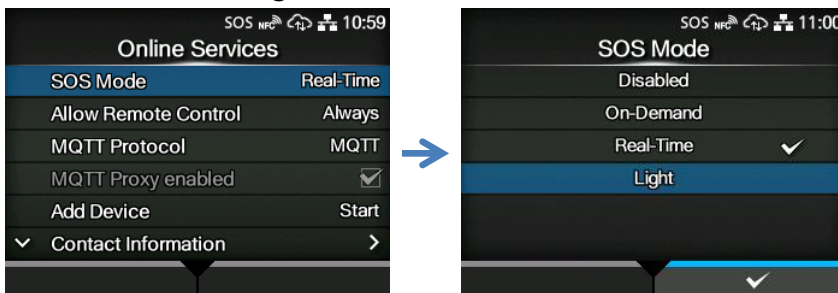 SOS NFC 10:59
Online Services
SOS Mode Real-Time
Allow Remote Control Always
MQTT Protocol MQTT
MQTT Proxy enabled
Add Device Start
Contact Information
SOS NFC 11:00
SOS Mode
Disabled
On-Demand
Real-Time
Light